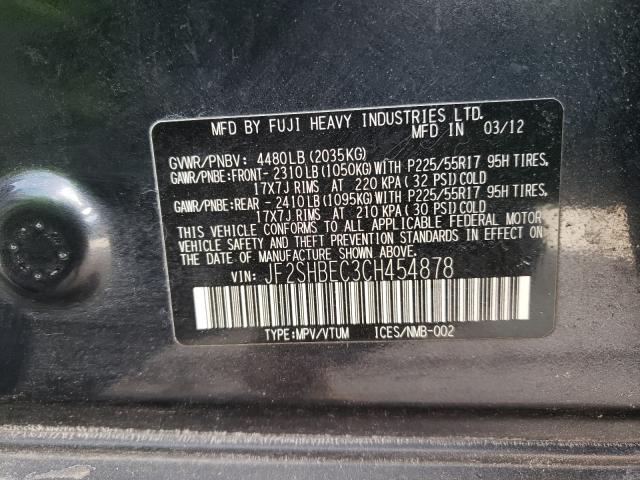 MFD BY FUJI HEAVY INDUSTRIES LTD.
MFD IN 03/12
GVWR/PNBV: 4480LB(2035KG)
GAWR/PNBE:FRONT- 2310LB(1050KG)WITH P225/55R17 95H TIRES,
17X7J RIMS AT 220 KPA(32 PSI)COLD
GAWR/PNBE:REAR - 2410LB(1095KG)WITH P225/55R17 95H TIRES,
17X7J RIMS AT 210 KPA(30 PSI)COLD
THIS VEHICLE CONFORMS TO ALL APPLICABLE FEDERAL MOTOR
VEHICLE SAFETY AND THEFT PREVENTION STANDARDS IN EFFECT ON
THE DATE OF MANUFACTURE SHOWN ABOVE.
VIN: JF2SHBEC3CH454878
TYPE:MPV/VTUM ICES/NMB-002